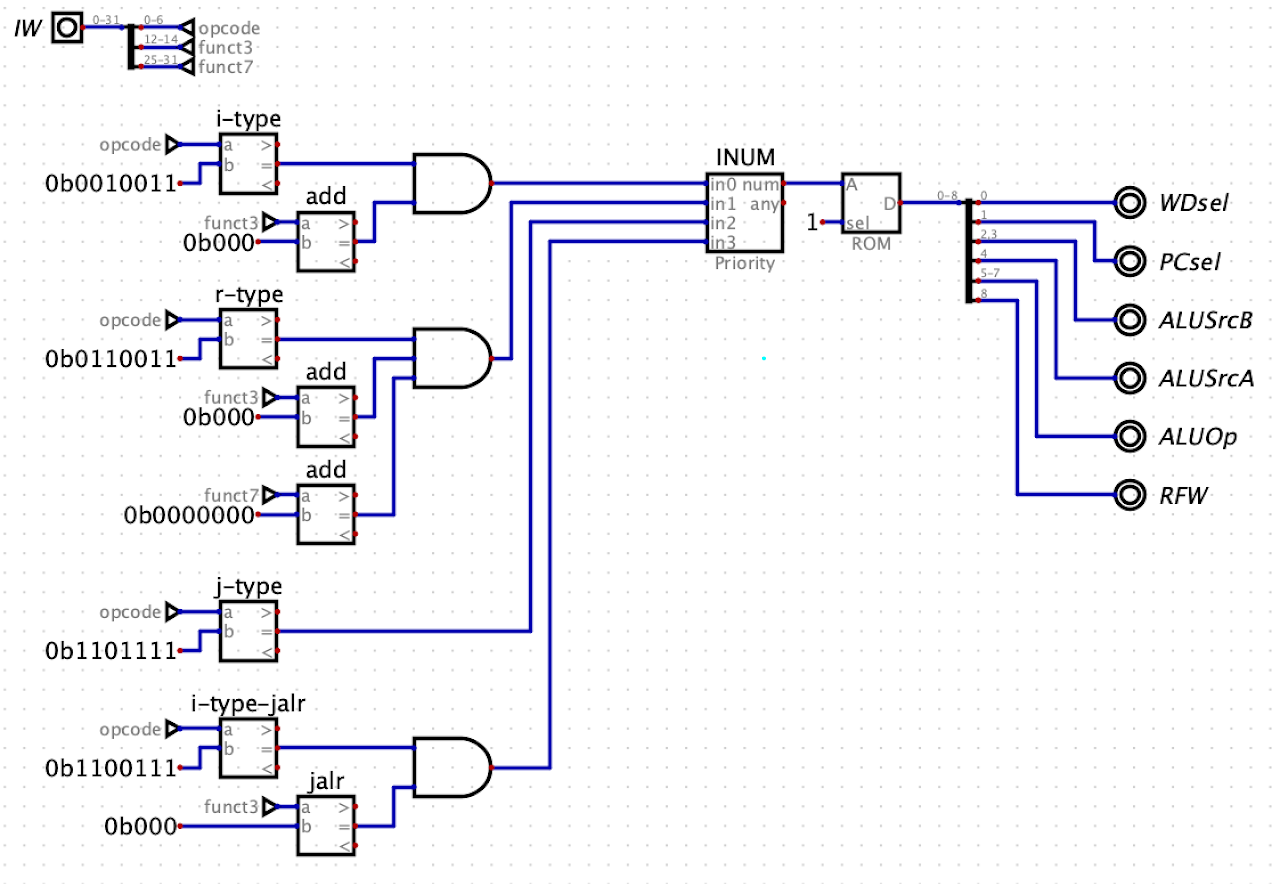 IW 0-31 0-6 opcode
12-14 funct3
25-31 funct7
i-type
opcode a >
b =
0b0010011 <
add
funct3 a >
0b000 b =
<
r-type
opcode a >
b =
0b0110011 <
add
funct3 a >
0b000 b =
<
add
funct7 a >
0b0000000 b =
<
j-type
opcode a >
b =
0b1101111 <
i-type-jalr
opcode a >
b =
0b1100111 <
jalr
funct3 a >
0b000 b =
<
INUM
in0 num
in1 any
in2
in3
Priority
A
D
1 sel
ROM
0-8 0 WDsel
1 PCsel
2,3 ALUSrcB
4 ALUSrcA
5-7 ALUOp
8 RFW